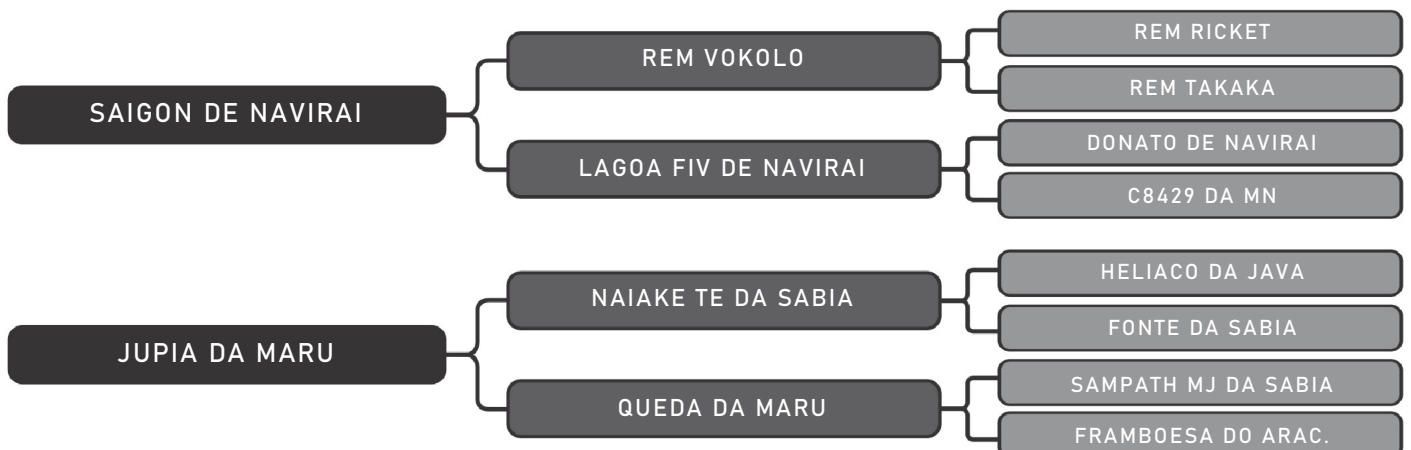 SAIGON DE NAVIRAI
REM VOKOLO
REM RICKET
REM TAKAKA
LAGOA FIV DE NAVIRAI
DONATO DE NAVIRAI
C8429 DA MN
JUPIA DA MARU
NAIAKE TE DA SABIA
HELIACO DA JAVA
FONTE DA SABIA
QUEDA DA MARU
SAMPATH MJ DA SABIA
FRAMBOESA DO ARAC.